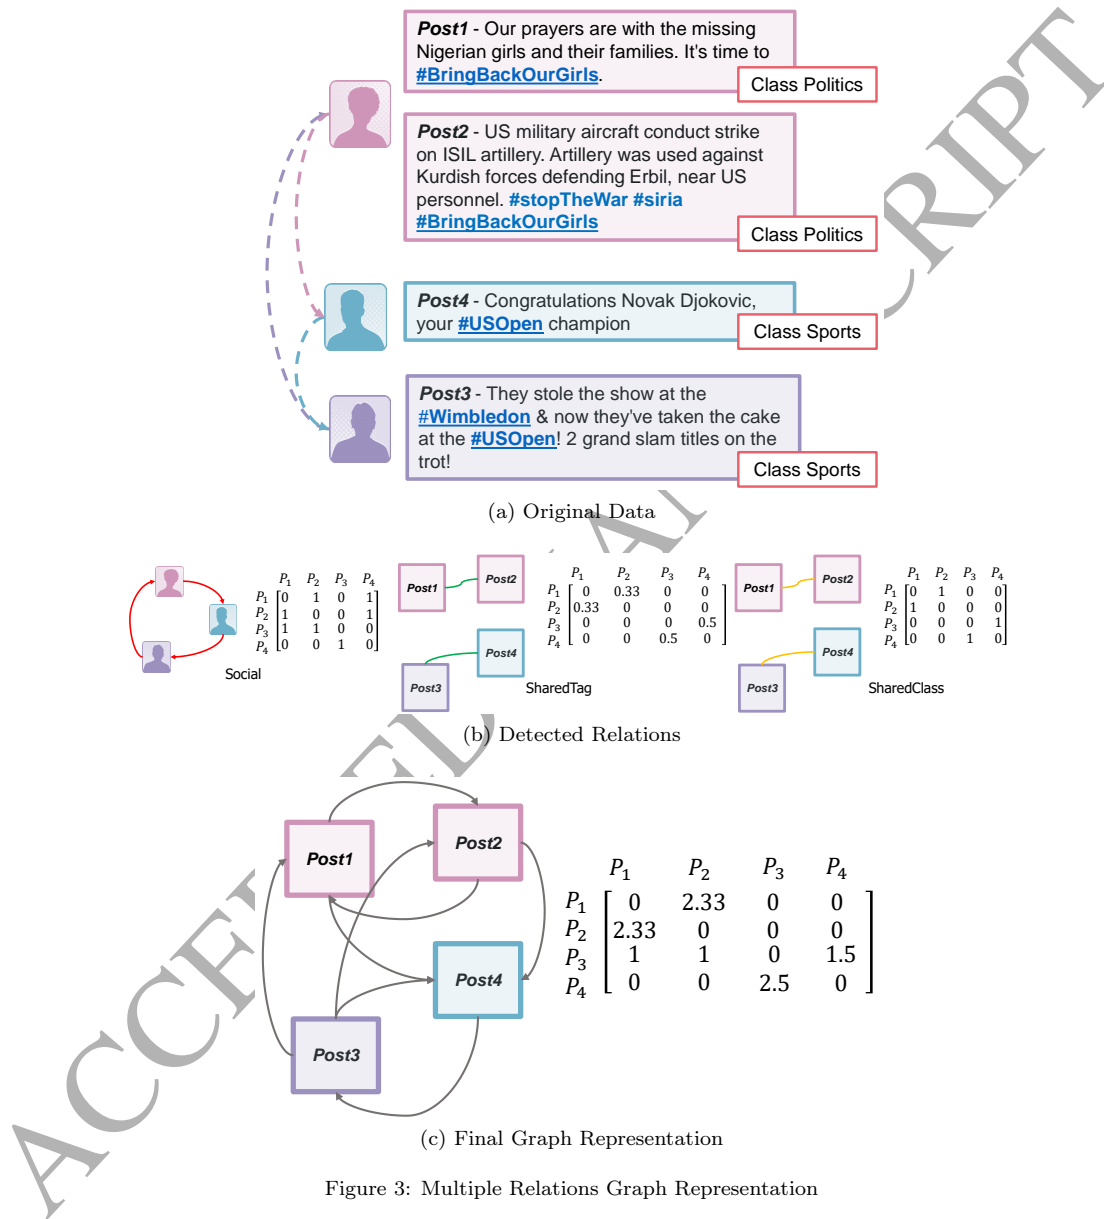 Post1 - Our prayers are with the missing
Nigerian girls and their families. It's time to
#BringBackOurGirls.
Class Politics
Post2 - US military aircraft conduct strike
on ISIL artillery. Artillery was used against
Kurdish forces defending Erbil, near US
personnel. #stopTheWar #siria
#BringBackOurGirls
Class Politics
Post4 - Congratulations Novak Djokovic,
your #USOpen champion
Class Sports
Post3 - They stole the show at the
#Wimbledon & now they've taken the cake
at the #USOpen! 2 grand slam titles on the
trot!
Class Sports
(a) Original Data
P1 P2 P3 P4
P1 0 1 0 1
P2 1 0 0 1
P3 1 1 0 0
P4 0 0 1 0
Social
Post1
Post2
Post3
Post4
P1 P2 P3 P4
P1 0 0.33 0 0
P2 0.33 0 0 0
P3 0 0 0 0.5
P4 0 0 0.5 0
SharedTag
Post1
Post2
Post3
Post4
P1 P2 P3 P4
P1 0 1 0 0
P2 1 0 0 0
P3 0 0 0 1
P4 0 0 1 0
SharedClass
(b) Detected Relations
Post1
Post2
Post4
Post3
P1 P2 P3 P4
P1 0 2.33 0 0
P2 2.33 0 0 0
P3 1 1 0 1.5
P4 0 0 2.5 0
(c) Final Graph Representation
Figure 3: Multiple Relations Graph Representation